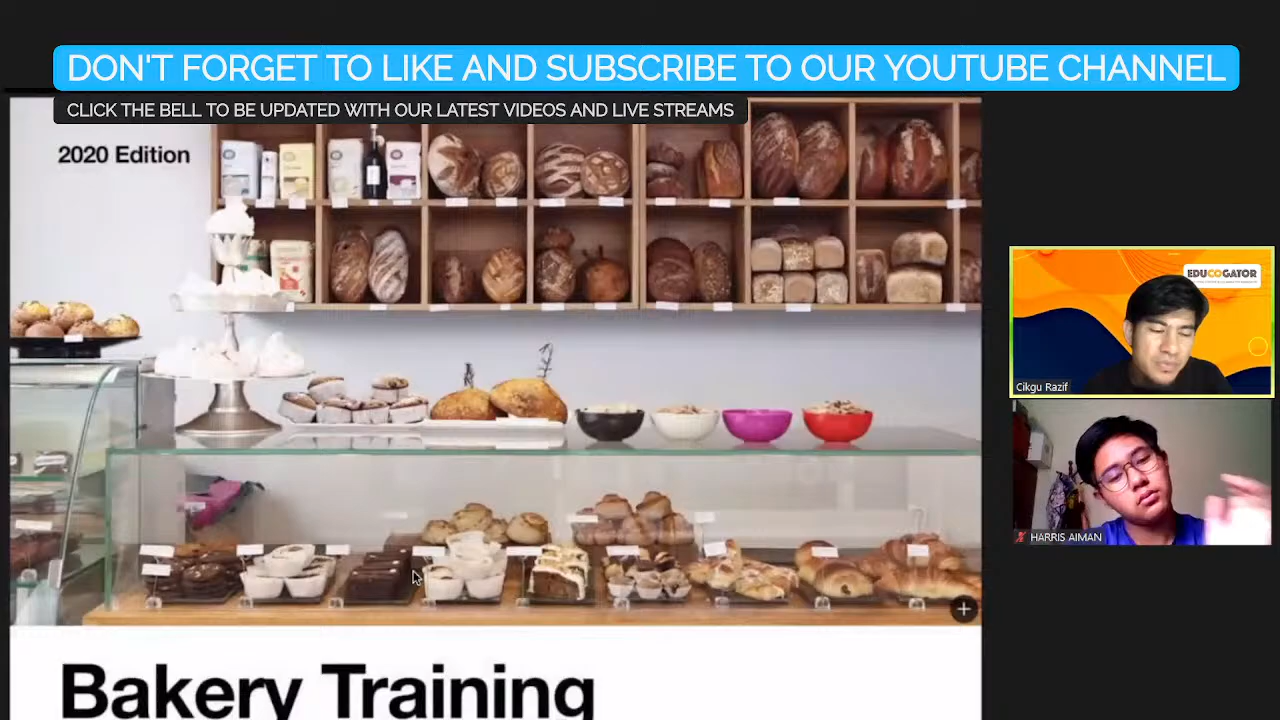 DON'T FORGET TO LIKE AND SUBSCRIBE TO OUR YOUTUBE CHANNEL
CLICK THE BELL TO BE UPDATED WITH OUR LATEST VIDEOS AND LIVE STREAMS
2020 Edition
EDUCOGATOR
Cikgu Razif
HARRIS AIMAN
Bakery Training